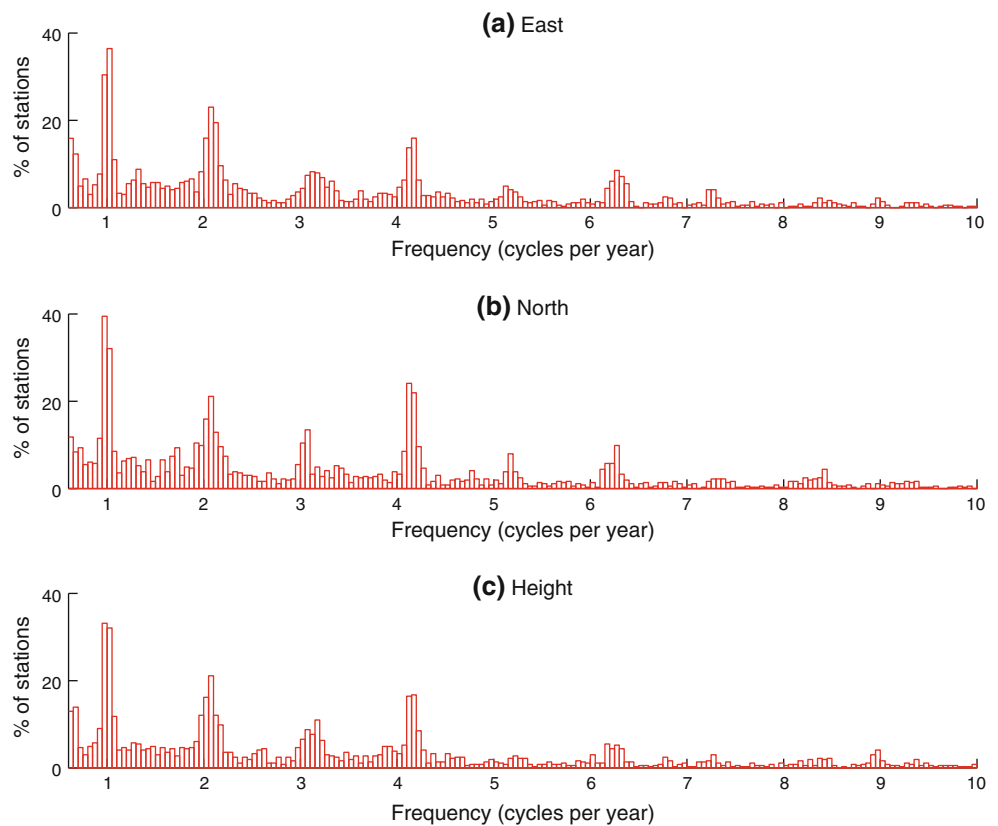 (a) East
% of stations
40
20
0
1 2 3 4 5 6 7 8 9 10
Frequency (cycles per year)
(b) North
% of stations
40
20
0
1 2 3 4 5 6 7 8 9 10
Frequency (cycles per year)
(c) Height
% of stations
40
20
0
1 2 3 4 5 6 7 8 9 10
Frequency (cycles per year)